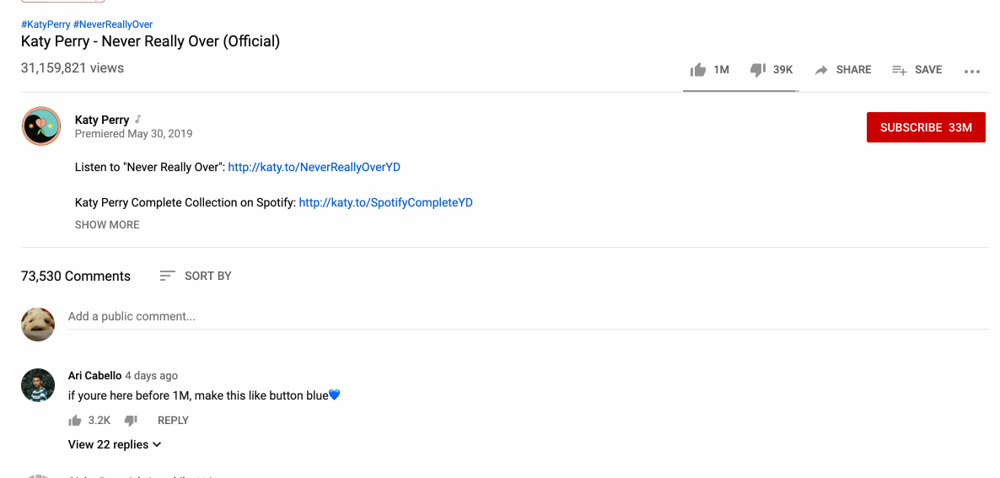 #KatyPerry #NeverReallyOver
Katy Perry - Never Really Over (Official)
31,159,821 views
1M 39K SHARE SAVE
Katy Perry
Premiered May 30, 2019
SUBSCRIBE 33M
Listen to "Never Really Over": http://katy.to/NeverReallyOverYD
Katy Perry Complete Collection on Spotify: http://katy.to/SpotifyCompleteYD
SHOW MORE
73,530 Comments SORT BY
Add a public comment...
Ari Cabello 4 days ago
if youre here before 1M, make this like button blue💙
3.2K REPLY
View 22 replies